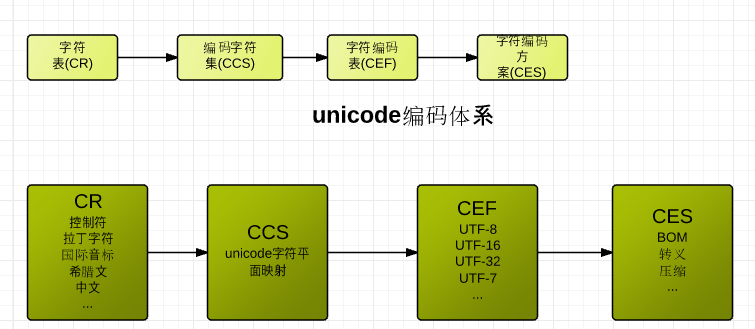 字符
表(CR)
编码字符
集(CCS)
字符编码
表(CEF)
字符编码
方
案(CES)
unicode编码体系
CR
控制符
拉丁字符
国际音标
希腊文
中文
...
CCS
unicode字符平
面映射
CEF
UTF-8
UTF-16
UTF-32
UTF-7
...
CES
BOM
转义
压缩
...